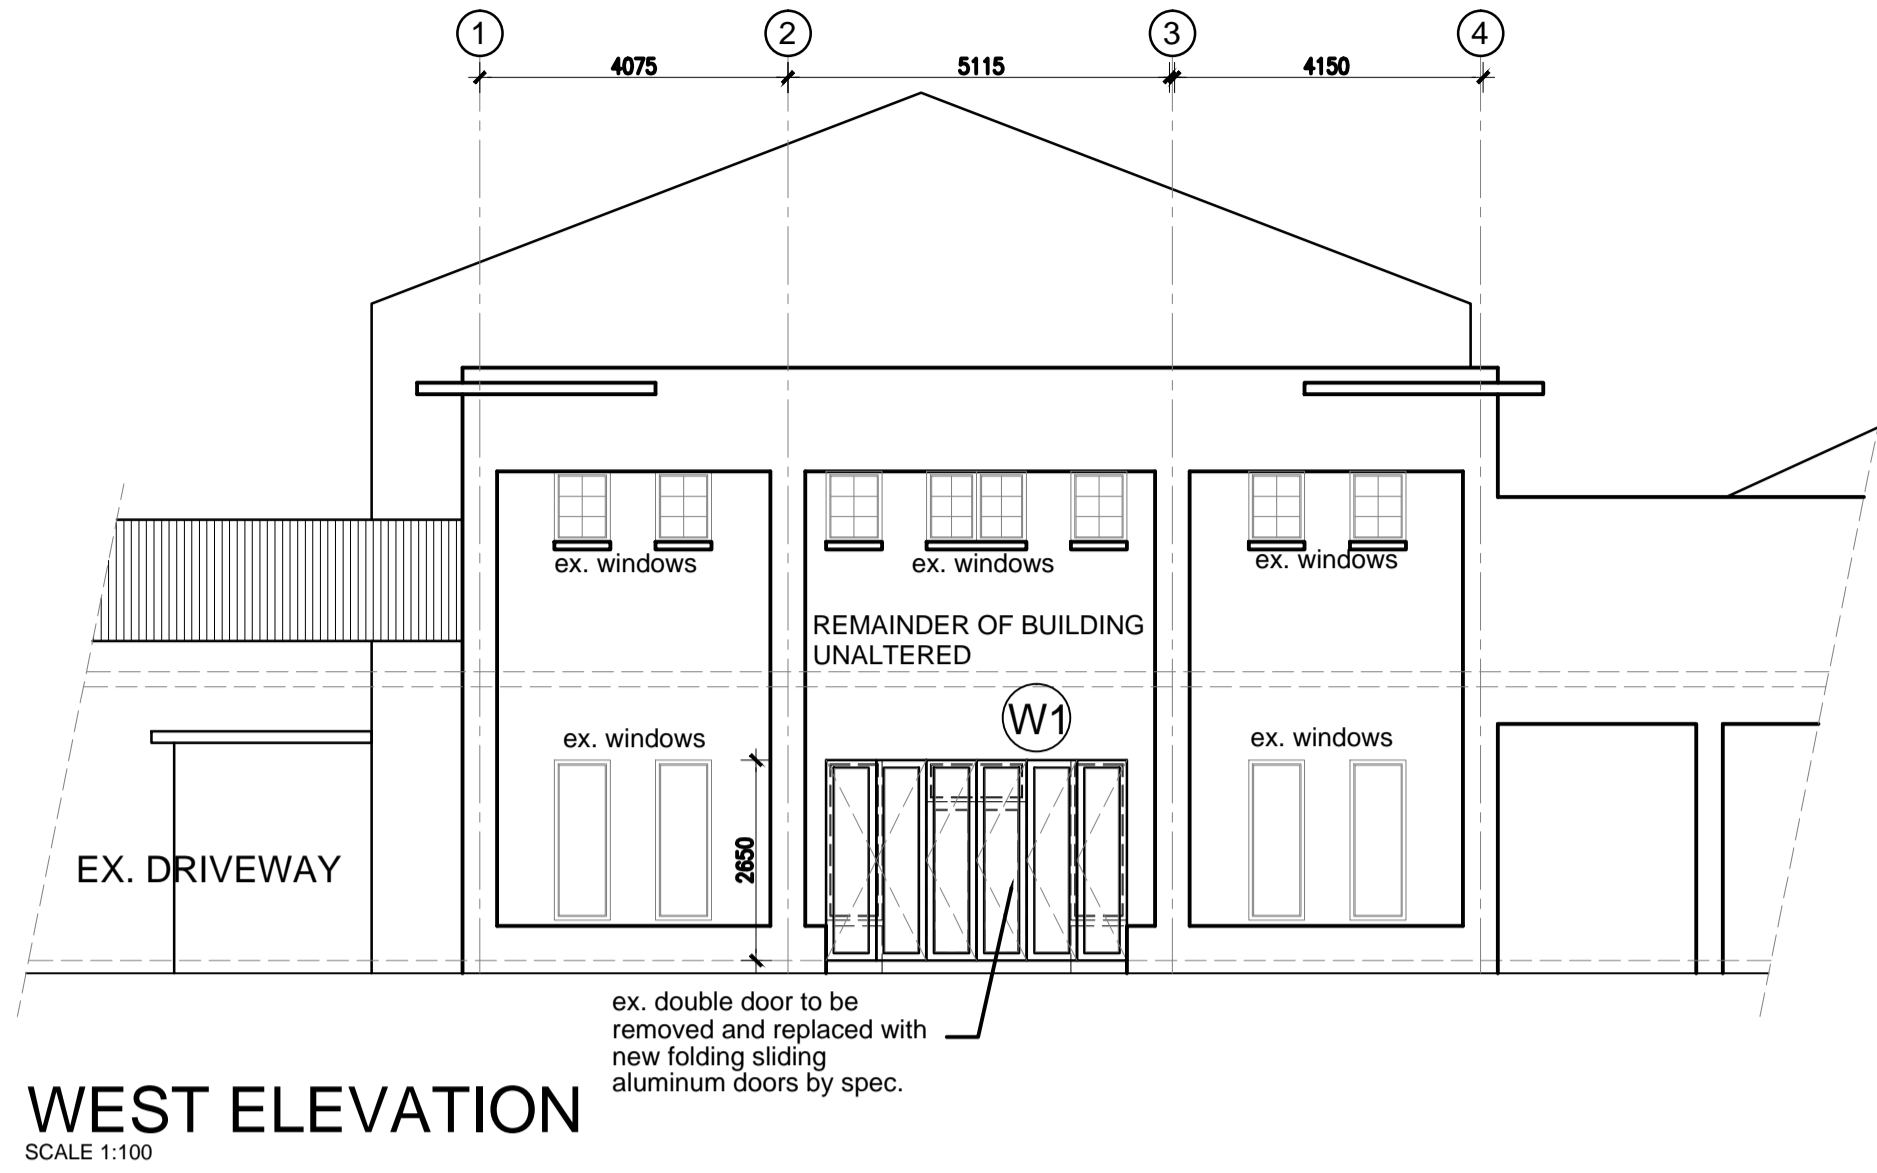 1
2
3
4
4075
5115
4150
ex. windows
ex. windows
ex. windows
REMAINDER OF BUILDING
UNALTERED
W1
ex. windows
ex. windows
2650
EX. DRIVEWAY
ex. double door to be
removed and replaced with
new folding sliding
aluminum doors by spec.
WEST ELEVATION
SCALE 1:100